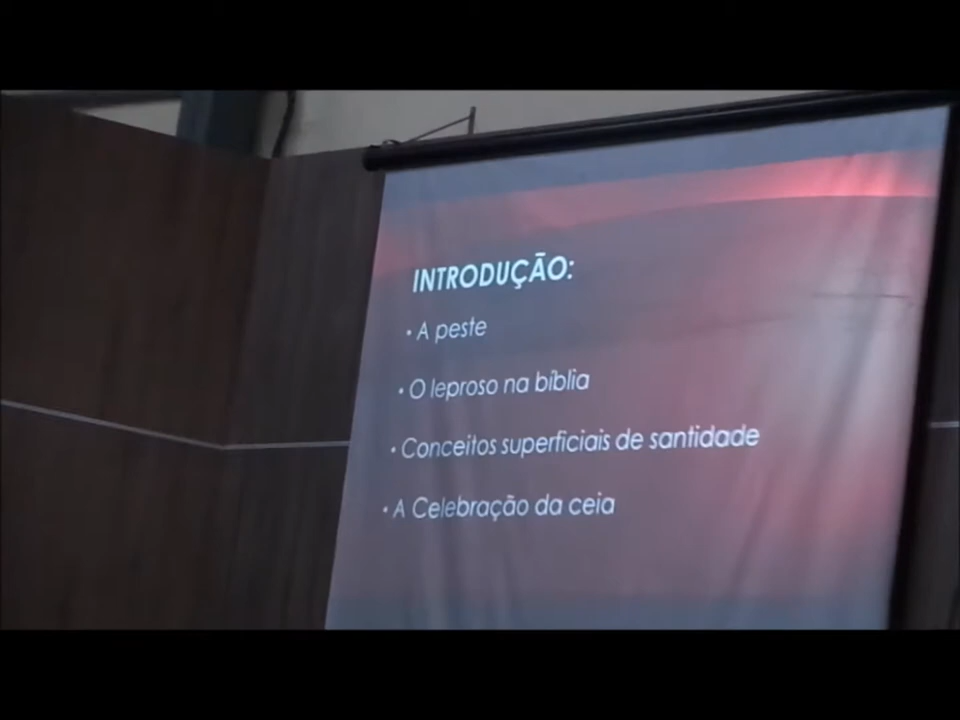 INTRODUÇÃO:
• A peste
• O leproso na bíblia
• Conceitos superficiais de santidade
• A Celebração da ceia